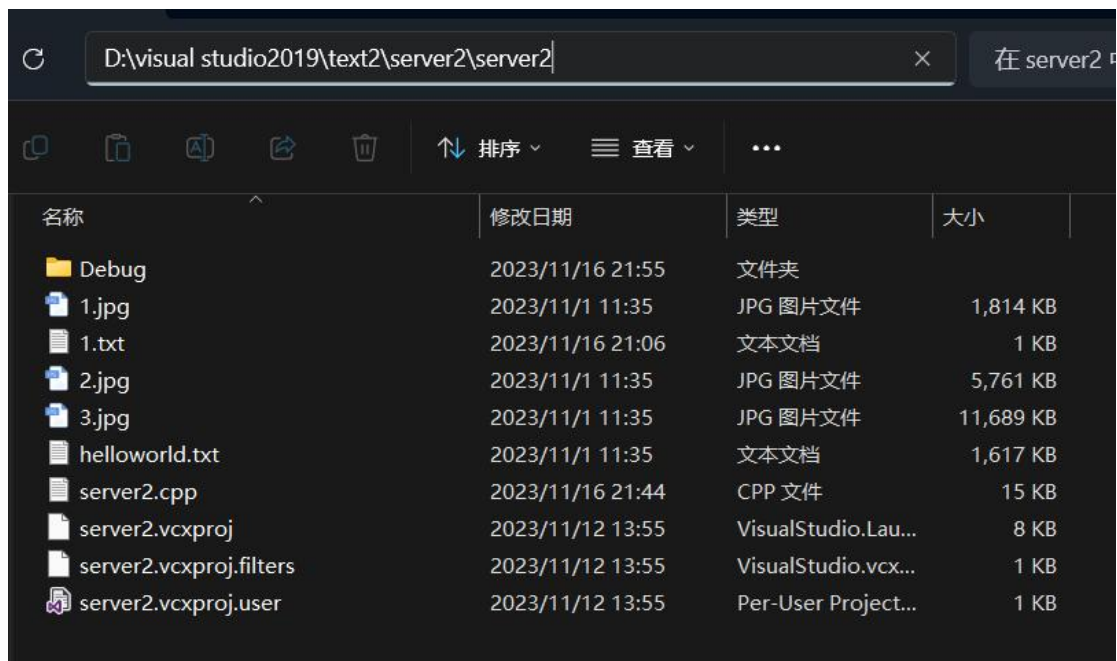 D:\visual studio2019\text2\server2\server2 在 server2
排序 查看
名称 修改日期 类型 大小
Debug 2023/11/16 21:55 文件夹
1.jpg 2023/11/1 11:35 JPG 图片文件 1,814 KB
1.txt 2023/11/16 21:06 文本文档 1 KB
2.jpg 2023/11/1 11:35 JPG 图片文件 5,761 KB
3.jpg 2023/11/1 11:35 JPG 图片文件 11,689 KB
helloworld.txt 2023/11/1 11:35 文本文档 1,617 KB
server2.cpp 2023/11/16 21:44 CPP 文件 15 KB
server2.vcxproj 2023/11/12 13:55 VisualStudio.Lau... 8 KB
server2.vcxproj.filters 2023/11/12 13:55 VisualStudio.vcx... 1 KB
server2.vcxproj.user 2023/11/12 13:55 Per-User Project... 1 KB